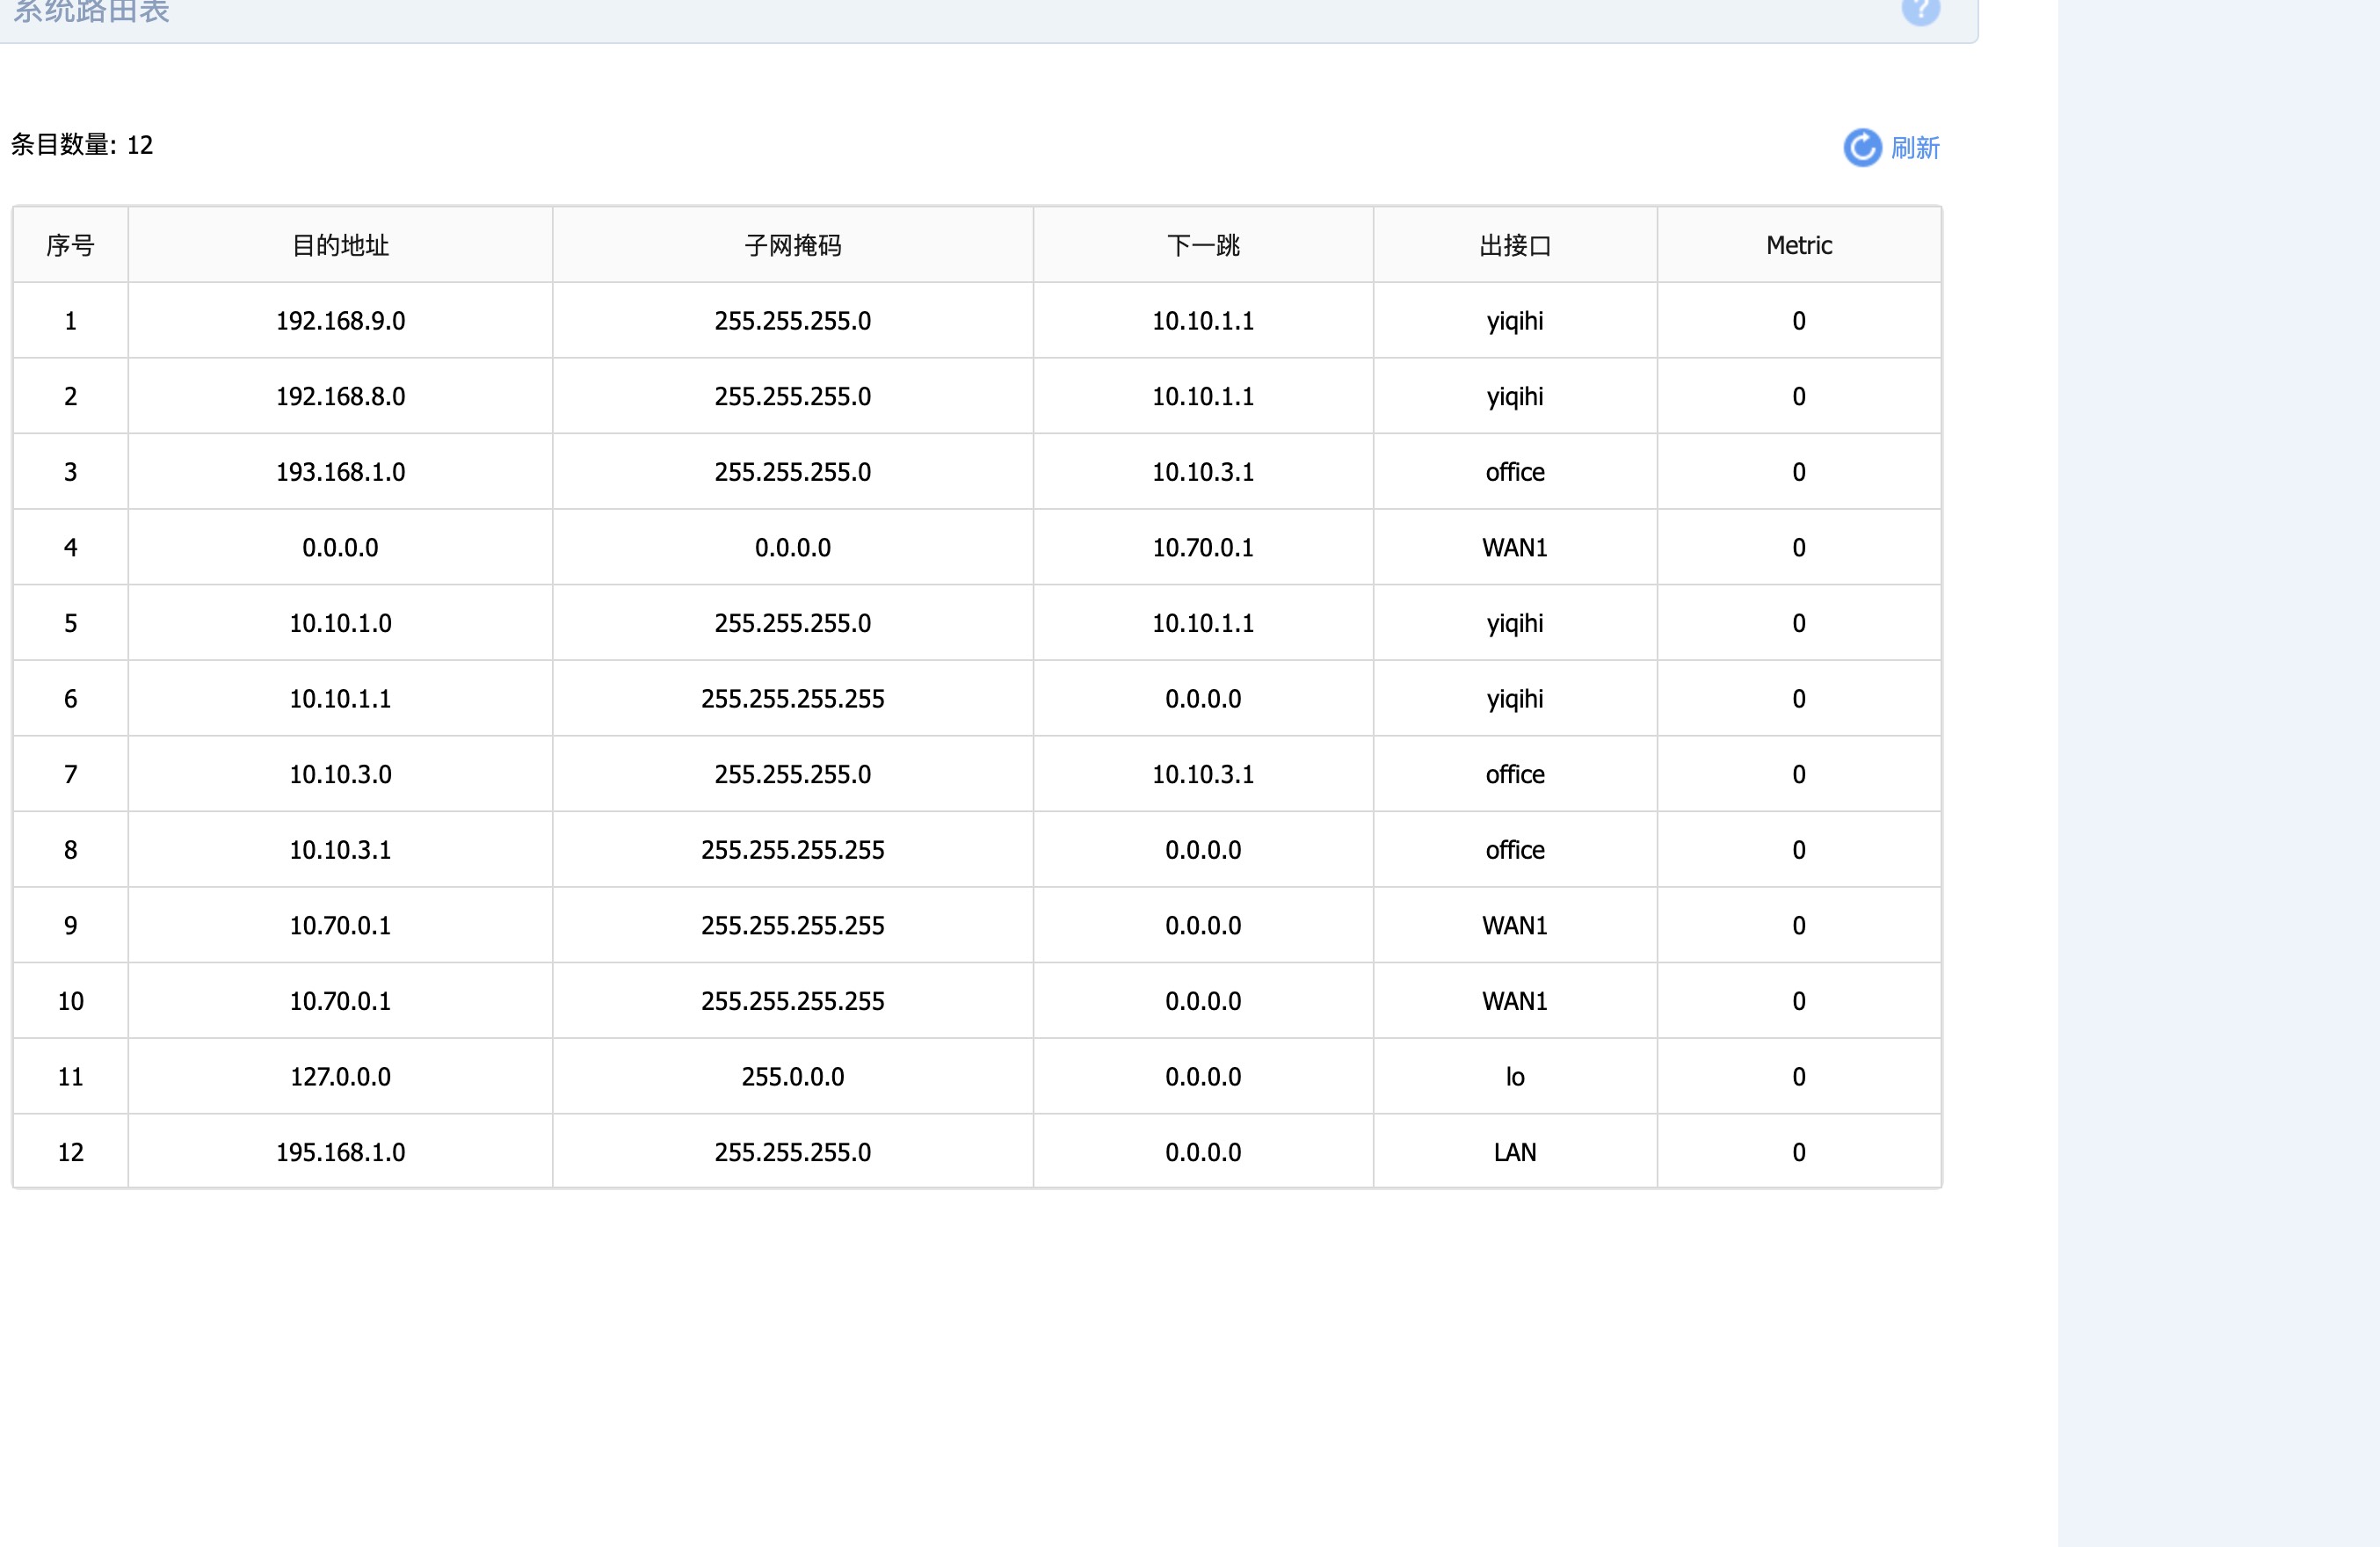 系统路由表
条目数量: 12
刷新
序号 目的地址 子网掩码 下一跳 出接口 Metric
1 192.168.9.0 255.255.255.0 10.10.1.1 yiqihi 0
2 192.168.8.0 255.255.255.0 10.10.1.1 yiqihi 0
3 193.168.1.0 255.255.255.0 10.10.3.1 office 0
4 0.0.0.0 0.0.0.0 10.70.0.1 WAN1 0
5 10.10.1.0 255.255.255.0 10.10.1.1 yiqihi 0
6 10.10.1.1 255.255.255.255 0.0.0.0 yiqihi 0
7 10.10.3.0 255.255.255.0 10.10.3.1 office 0
8 10.10.3.1 255.255.255.255 0.0.0.0 office 0
9 10.70.0.1 255.255.255.255 0.0.0.0 WAN1 0
10 10.70.0.1 255.255.255.255 0.0.0.0 WAN1 0
11 127.0.0.0 255.0.0.0 0.0.0.0 lo 0
12 195.168.1.0 255.255.255.0 0.0.0.0 LAN 0